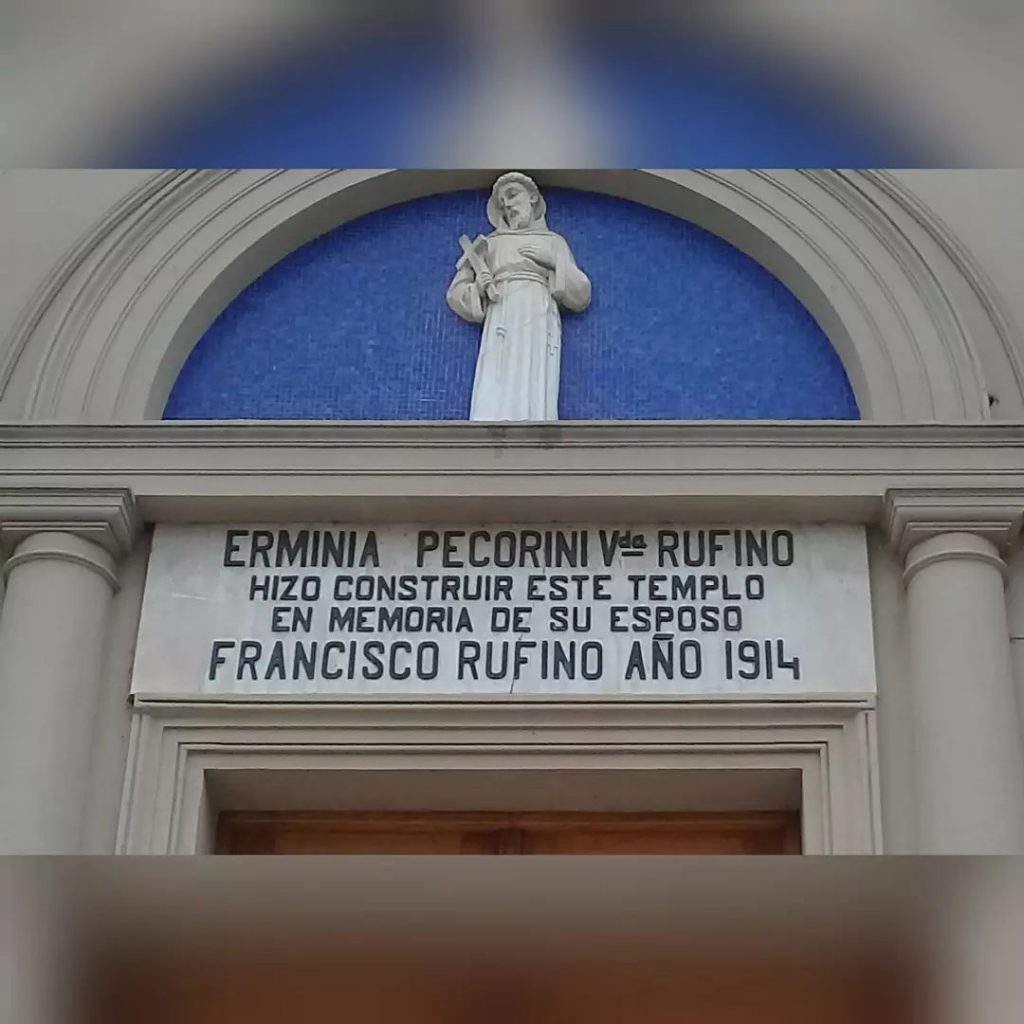 ERMINIA PECORINI Vda RUFINO
HIZO CONSTRUIR ESTE TEMPLO
EN MEMORIA DE SU ESPOSO
FRANCISCO RUFINO AÑO 1914